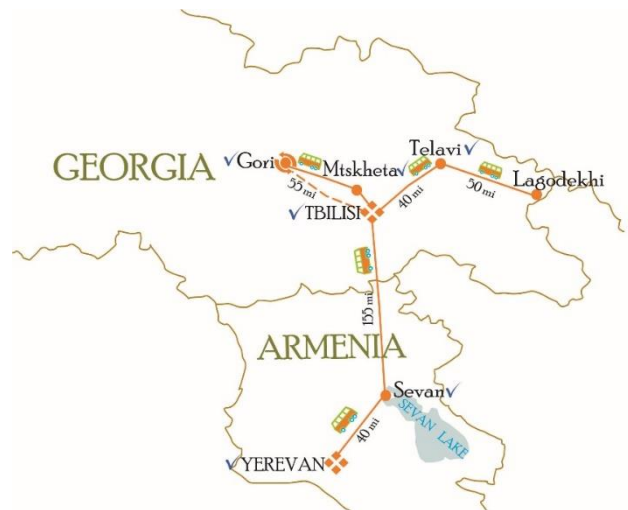 GEORGIA
Gori
Mtskheta
Telavi
Lagodekhi
55 mi
TBILISI
40 mi
50 mi
155 mi
ARMENIA
Sevan
SEVAN LAKE
40 mi
YEREVAN